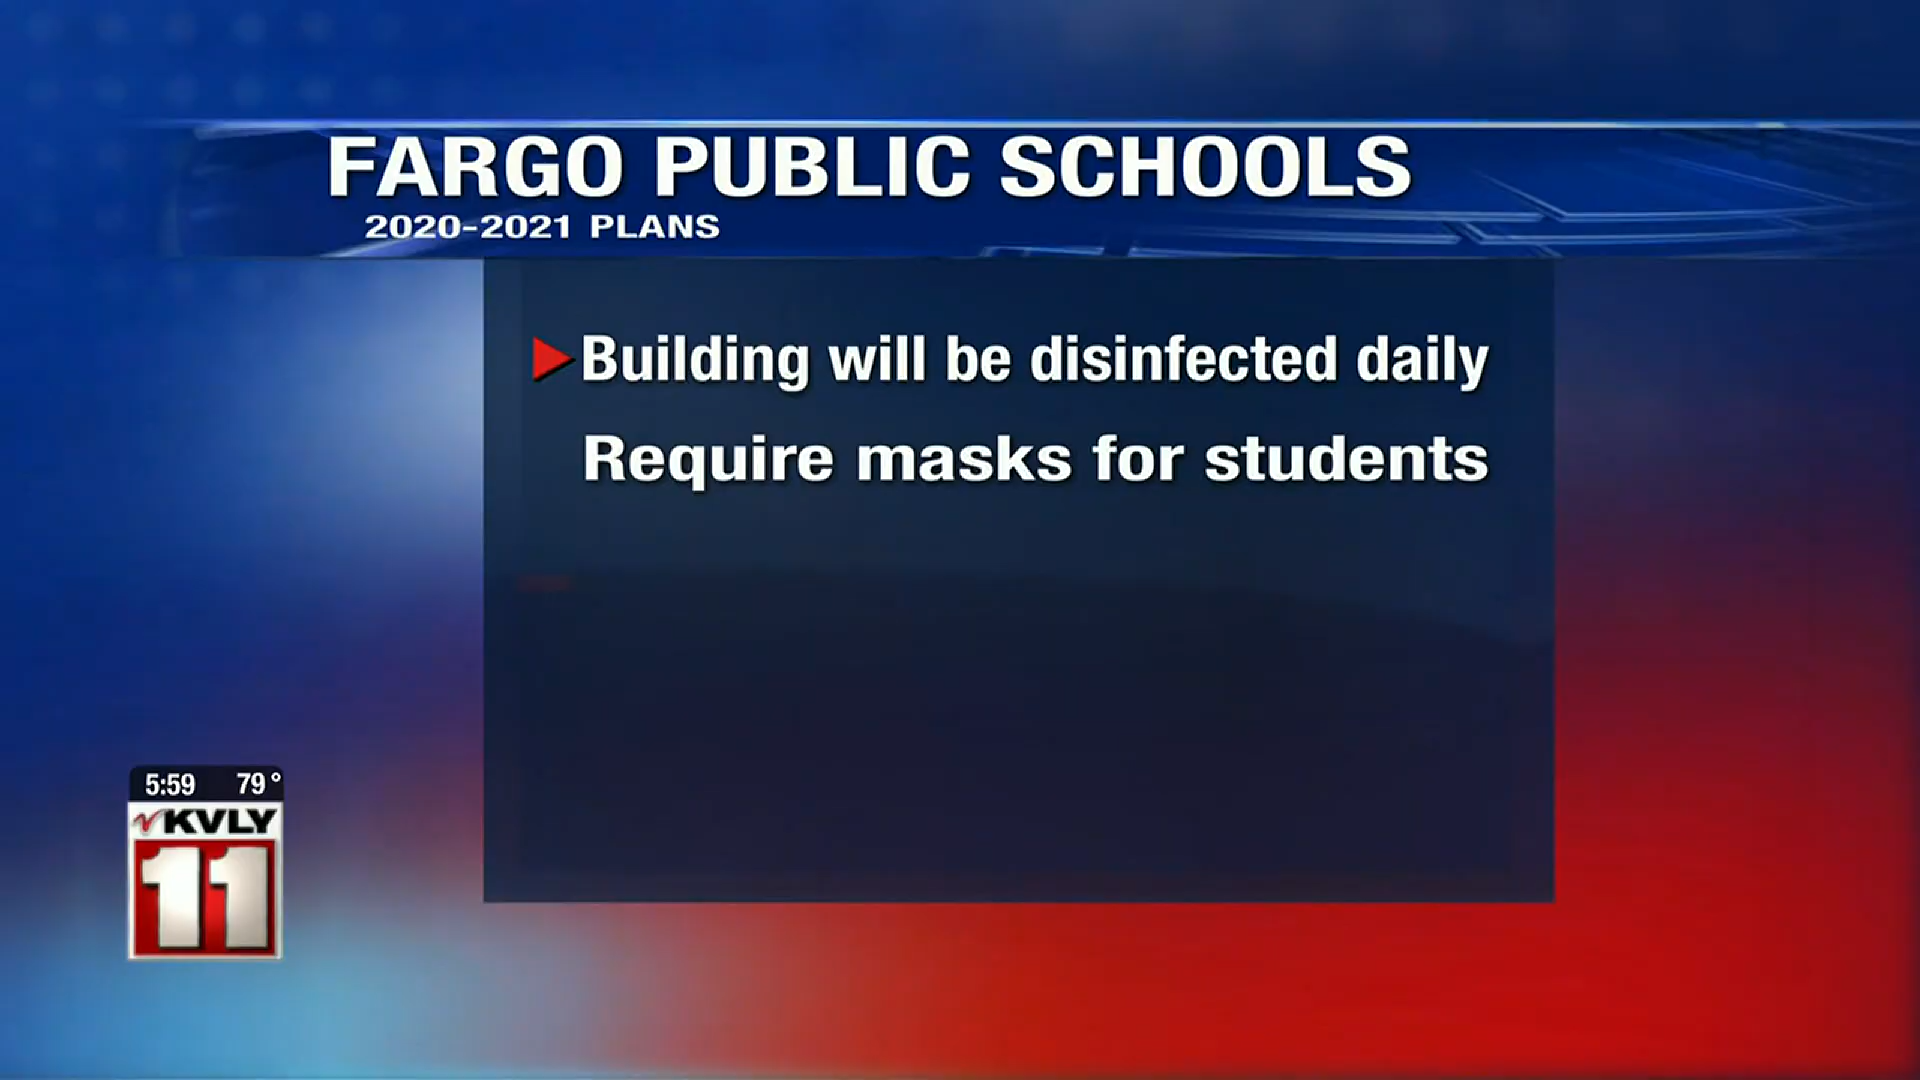 FARGO PUBLIC SCHOOLS
2020-2021 PLANS
Building will be disinfected daily
Require masks for students
5:59 79°
KVLY
11